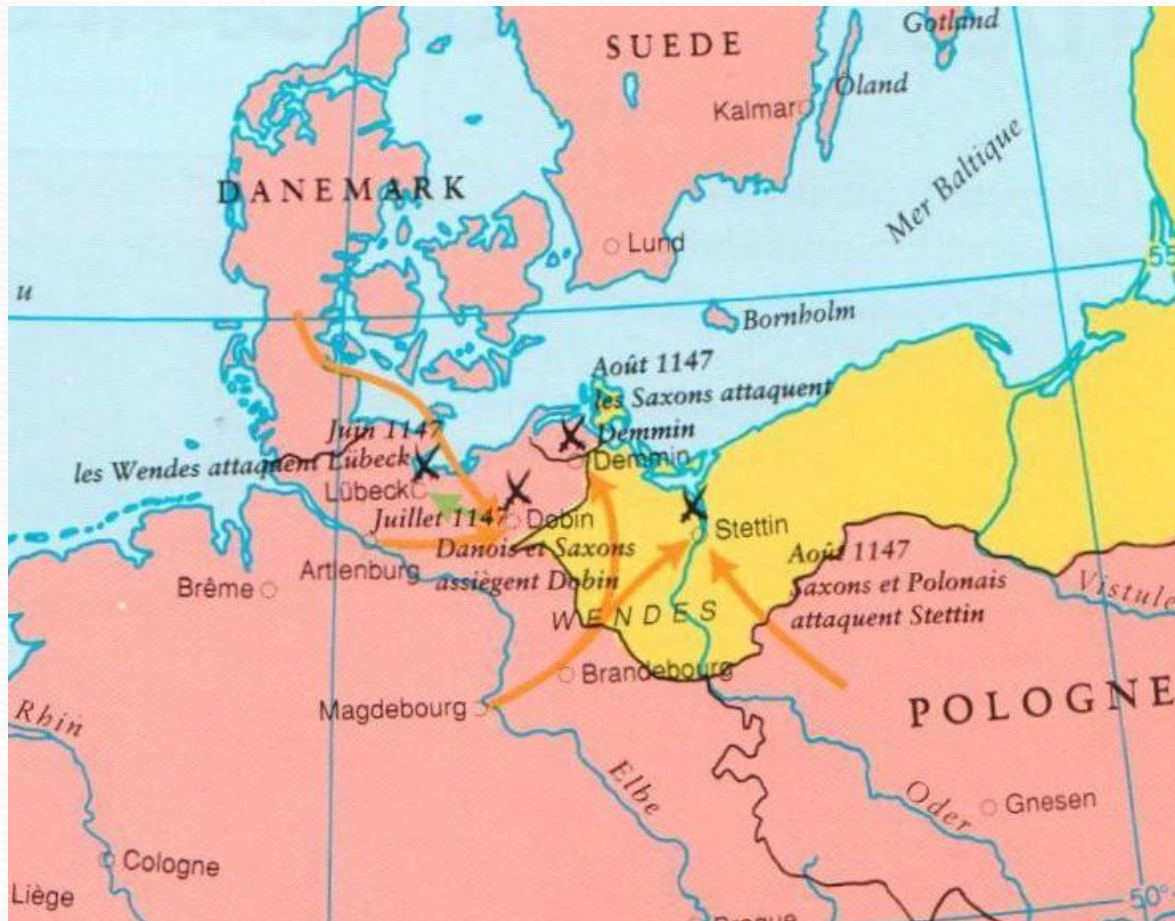 Gotland
SUEDE
Öland
Kalmar
DANEMARK
Mer Baltique
Lund
55
u
Bornholm
Août 1147
les Saxons attaquent
Demmin
Juin 1147
les Wendes attaquent Lübeck
Demmin
Lübeck
Juillet 1147
Danois et Saxons
assiègent Dobin
Dobin
Stettin
Août 1147
Saxons et Polonais
attaquent Stettin
Artlenburg
Brême
Vistule
WENDES
Brandebourg
Magdebourg
POLOGNE
Rhin
Elbe
Oder
Gnesen
Cologne
Liège
50°
Prague